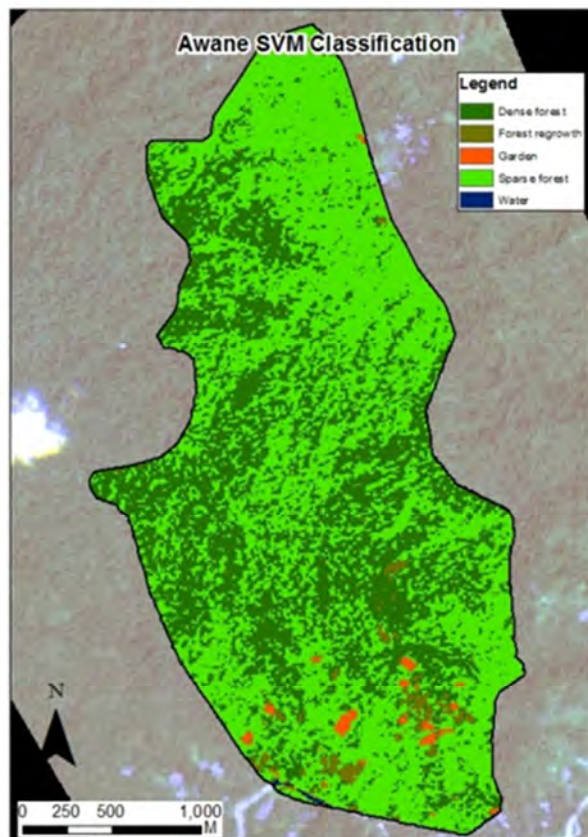 Awane SVM Classification
Legend
Dense forest
Forest regrowth
Garden
Sparse forest
Water
N
0 250 500 1,000
M